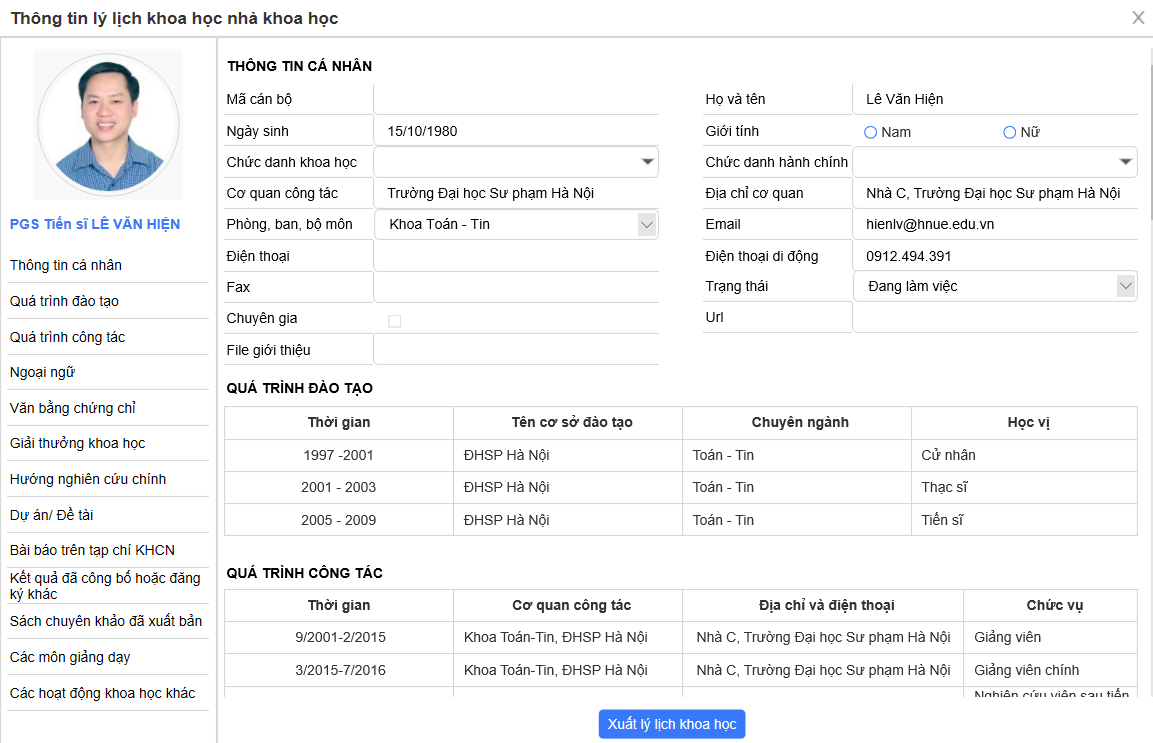 Thông tin lý lịch khoa học nhà khoa học
X
PGS Tiến sĩ LÊ VĂN HIỆN
Thông tin cá nhân
Quá trình đào tạo
Quá trình công tác
Ngoại ngữ
Văn bằng chứng chỉ
Giải thưởng khoa học
Hướng nghiên cứu chính
Dự án/ Đề tài
Bài báo trên tạp chí KHCN
Kết quả đã công bố hoặc đăng
ký khác
Sách chuyên khảo đã xuất bản
Các môn giảng dạy
Các hoạt động khoa học khác
THÔNG TIN CÁ NHÂN
Mã cán bộ
Họ và tên Lê Văn Hiện
Ngày sinh 15/10/1980
Giới tính Nam Nữ
Chức danh khoa học
Chức danh hành chính
Cơ quan công tác Trường Đại học Sư phạm Hà Nội
Địa chỉ cơ quan Nhà C, Trường Đại học Sư phạm Hà Nội
Phòng, ban, bộ môn Khoa Toán - Tin
Email hienlv@hnue.edu.vn
Điện thoại
Điện thoại di động 0912.494.391
Fax
Trạng thái Đang làm việc
Chuyên gia
Url
File giới thiệu
QUÁ TRÌNH ĐÀO TẠO
Thời gian Tên cơ sở đào tạo Chuyên ngành Học vị
1997 -2001 ĐHSP Hà Nội Toán - Tin Cử nhân
2001 - 2003 ĐHSP Hà Nội Toán - Tin Thạc sĩ
2005 - 2009 ĐHSP Hà Nội Toán - Tin Tiến sĩ
QUÁ TRÌNH CÔNG TÁC
Thời gian Cơ quan công tác Địa chỉ và điện thoại Chức vụ
9/2001-2/2015 Khoa Toán-Tin, ĐHSP Hà Nội Nhà C, Trường Đại học Sư phạm Hà Nội Giảng viên
3/2015-7/2016 Khoa Toán-Tin, ĐHSP Hà Nội Nhà C, Trường Đại học Sư phạm Hà Nội Giảng viên chính
Nghiên cứu viên sau tiến
Xuất lý lịch khoa học